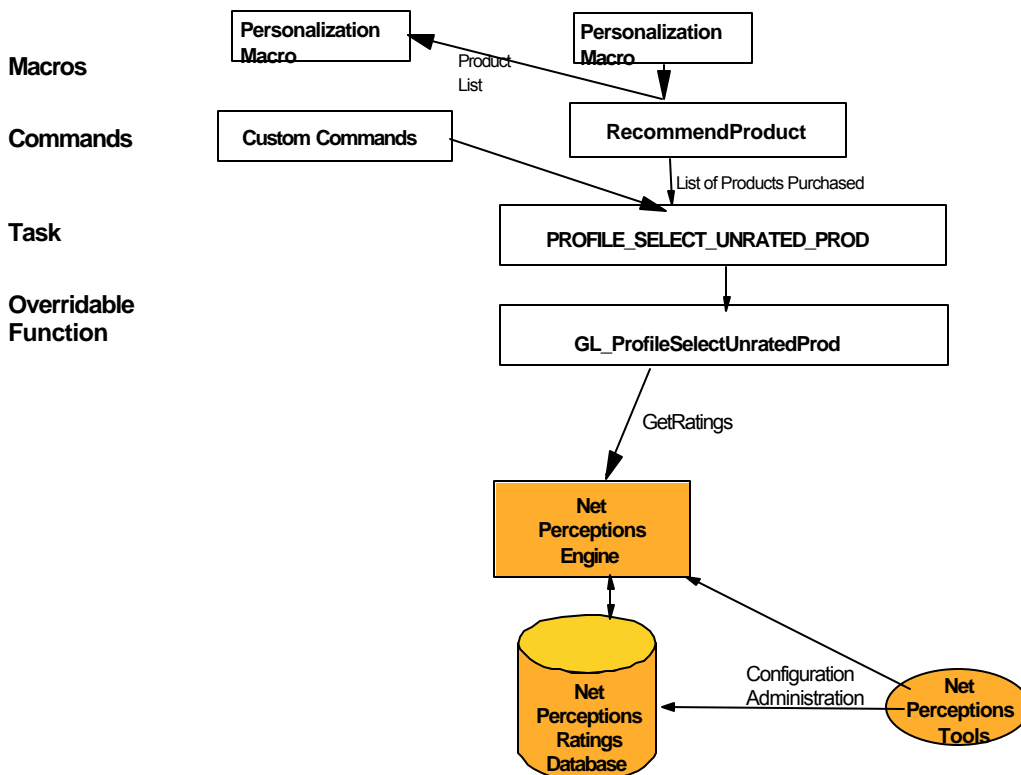 Personalization
Macro
Personalization
Macro
Macros
Product
List
Commands
Custom Commands
RecommendProduct
List of Products Purchased
Task
PROFILE_SELECT_UNRATED_PROD
Overridable
Function
GL_ProfileSelectUnratedProd
GetRatings
Net
Perceptions
Engine
Configuration
Administration
Net
Perceptions
Ratings
Database
Net
Perceptions
Tools